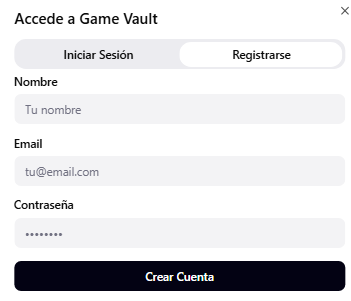 Accede a Game Vault
Iniciar Sesión
Registrarse
Nombre
Tu nombre
Email
tu@email.com
Contraseña
••••••••
Crear Cuenta